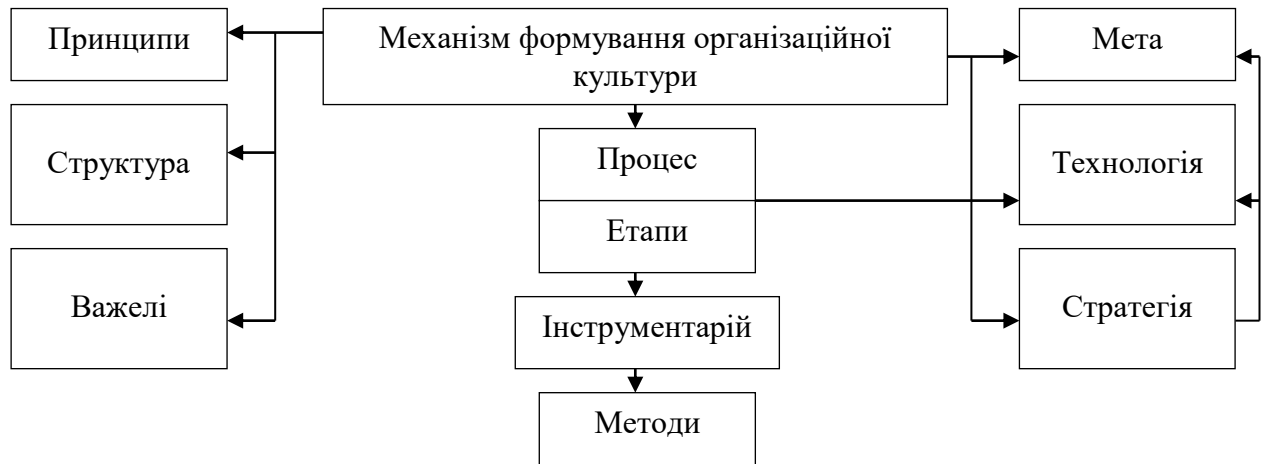 Принципи
Механізм формування організаційної
культури
Мета
Структура
Процес
Технологія
Етапи
Важелі
Інструментарій
Стратегія
Методи